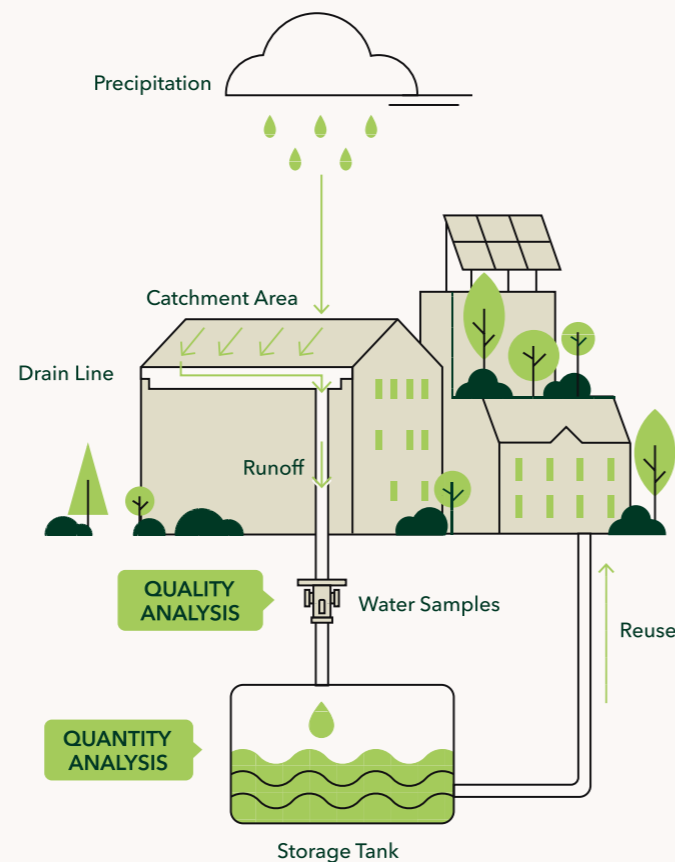 Precipitation
Catchment Area
Drain Line
Runoff
QUALITY
ANALYSIS
Water Samples
Reuse
QUANTITY
ANALYSIS
Storage Tank